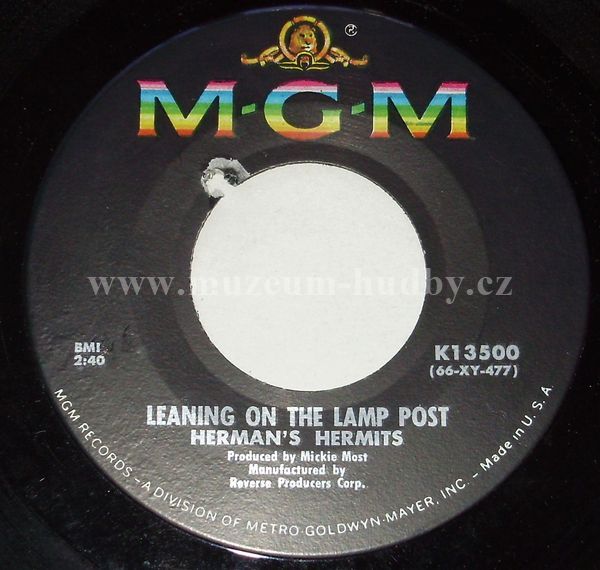 ®
M-G-M
www.muzeum-hudby.cz
BMI
2:40
K13500
(66-XY-477)
LEANING ON THE LAMP POST
HERMAN'S HERMITS
Produced by Mickie Most
Manufactured by
Reverse Producers Corp.
MGM RECORDS - A DIVISION OF METRO-GOLDWYN-MAYER, INC. - Made in U. S. A.